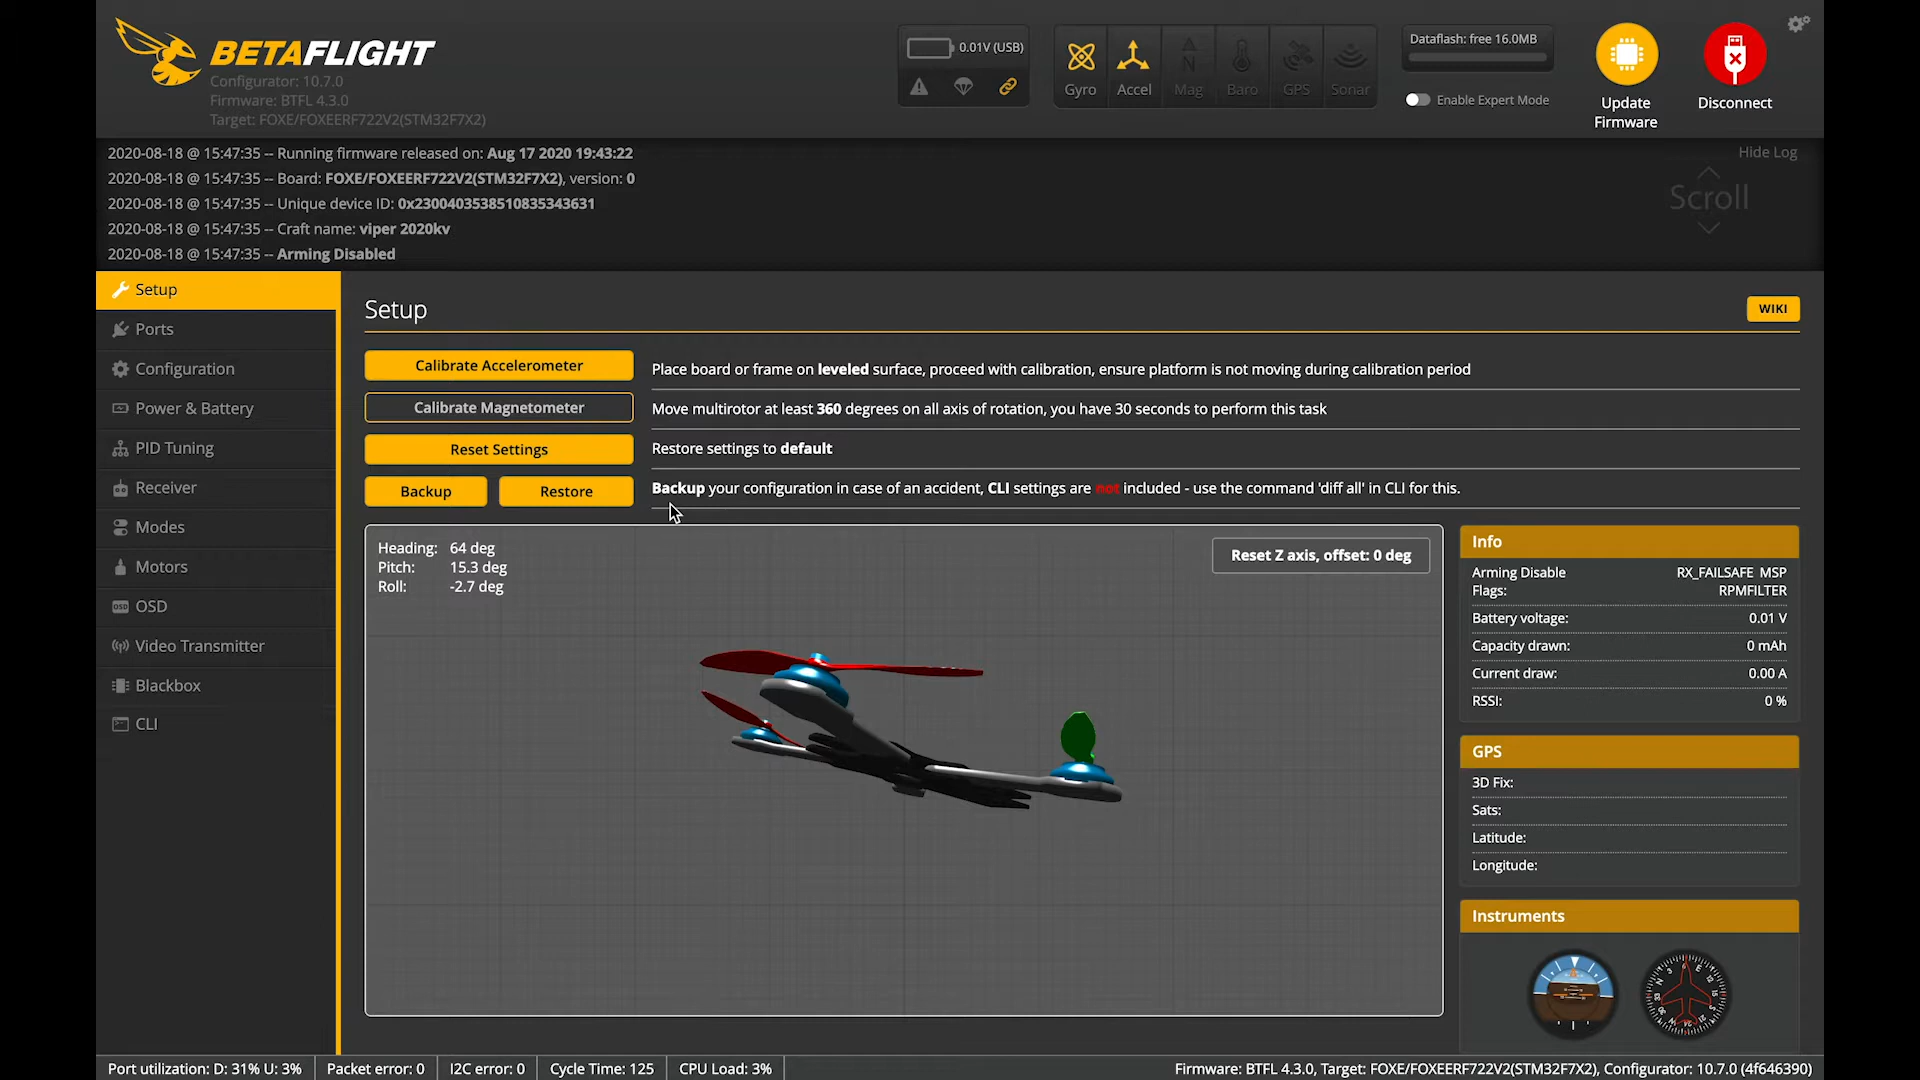 BETAFLIGHT
Configurator: 10.7.0
Firmware: BTFL 4.3.0
Target: FOXE/FOXEERF722V2(STM32F7X2)
0.01V (USB)
Gyro
Accel
Mag
Baro
GPS
Sonar
Dataflash: free 16.0MB
Enable Expert Mode
Update
Firmware
Disconnect
2020-08-18 @ 15:47:35 -- Running firmware released on: Aug 17 2020 19:43:22
2020-08-18 @ 15:47:35 -- Board: FOXE/FOXEERF722V2(STM32F7X2), version: 0
2020-08-18 @ 15:47:35 -- Unique device ID: 0x2300403538510835343631
2020-08-18 @ 15:47:35 -- Craft name: viper 2020kv
2020-08-18 @ 15:47:35 -- Arming Disabled
Hide Log
Scroll
Setup
Ports
Configuration
Power & Battery
PID Tuning
Receiver
Modes
Motors
OSD
Video Transmitter
Blackbox
CLI
Setup
WIKI
Calibrate Accelerometer
Place board or frame on leveled surface, proceed with calibration, ensure platform is not moving during calibration period
Calibrate Magnetometer
Move multirotor at least 360 degrees on all axis of rotation, you have 30 seconds to perform this task
Reset Settings
Restore settings to default
Backup
Restore
Backup your configuration in case of an accident, CLI settings are not included - use the command 'diff all' in CLI for this.
Heading: 64 deg
Pitch: 15.3 deg
Roll: -2.7 deg
Reset Z axis, offset: 0 deg
Info
Arming Disable Flags: RX_FAILSAFE MSP RPMFILTER
Battery voltage: 0.01 V
Capacity drawn: 0 mAh
Current draw: 0.00 A
RSSI: 0 %
GPS
3D Fix:
Sats:
Latitude:
Longitude:
Instruments
Port utilization: D: 31% U: 3%
Packet error: 0
I2C error: 0
Cycle Time: 125
CPU Load: 3%
Firmware: BTFL 4.3.0, Target: FOXE/FOXEERF722V2(STM32F7X2), Configurator: 10.7.0 (4f646390)